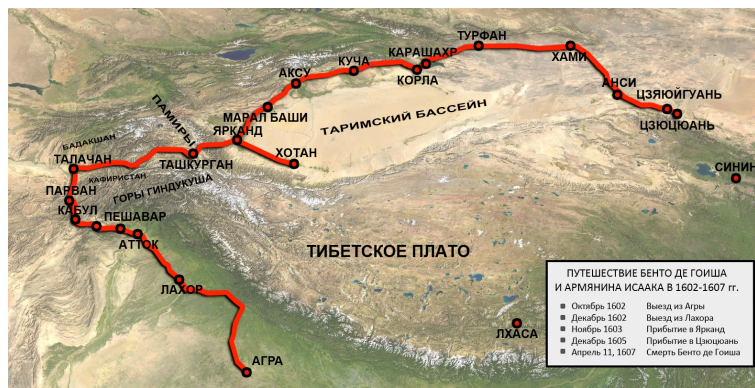 ТУРФАН
КАРАШАХР
ХАМИ
КУЧА
КОРЛА
АКСУ
АНСИ
ЦЗЯЮЙГУАНЬ
ЦЗЮЦЮАНЬ
МАРАЛ БАШИ
ПАМИРЫ
ЯРКАНД
ТАРИМСКИЙ БАССЕЙН
БАДАКШАН
ТАЛАЧАН
ТАШКУРГАН
ХОТАН
СИНИН
КАФИРИСТАН
ГОРЫ ГИНДУКУША
ПАРВАН
КАБУЛ
ПЕШАВАР
АТТОК
ТИБЕТСКОЕ ПЛАТО
ЛАХОР
ЛХАСА
АГРА
ПУТЕШЕСТВИЕ БЕНТО ДЕ ГОИША
И АРМЯНИНА ИСААКА В 1602-1607 гг.
Октябрь 1602 Выезд из Агры
Декабрь 1602 Выезд из Лахора
Ноябрь 1603 Прибытие в Ярканд
Декабрь 1605 Прибытие в Цзюцюань
Апрель 11, 1607 Смерть Бенто де Гоиша